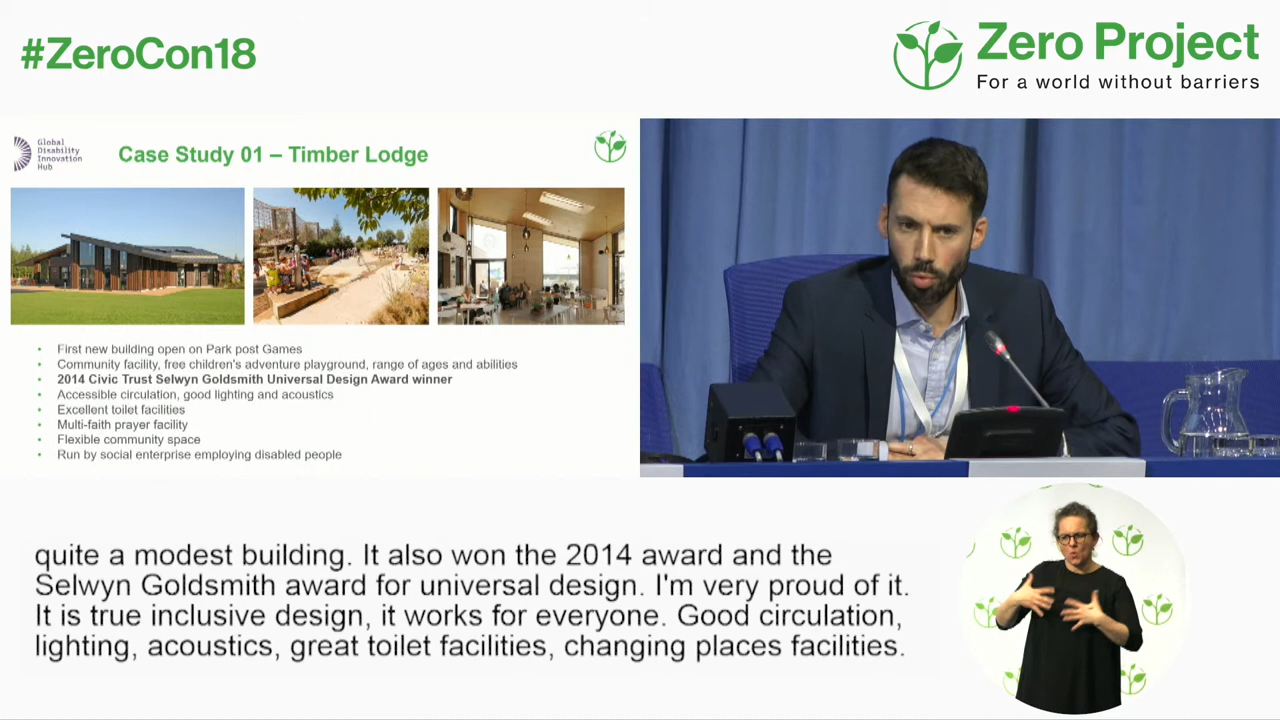 #ZeroCon18
Zero Project
For a world without barriers
Global
Disability
Innovation
Hub
Case Study 01 – Timber Lodge
• First new building open on Park post Games
• Community facility, free children's adventure playground, range of ages and abilities
• 2014 Civic Trust Selwyn Goldsmith Universal Design Award winner
• Accessible circulation, good lighting and acoustics
• Excellent toilet facilities
• Multi-faith prayer facility
• Flexible community space
• Run by social enterprise employing disabled people
quite a modest building. It also won the 2014 award and the
Selwyn Goldsmith award for universal design. I'm very proud of it.
It is true inclusive design, it works for everyone. Good circulation,
lighting, acoustics, great toilet facilities, changing places facilities.